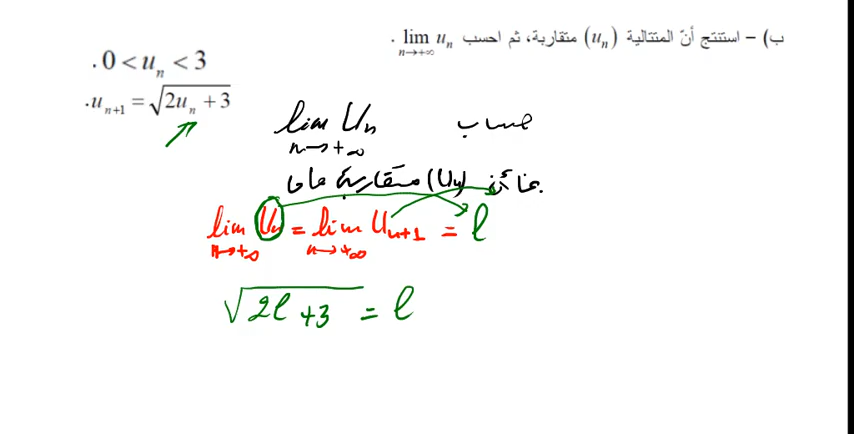 ب) – استنتج أنّ المتتالية (uₙ) متقاربة، ثم احسب lim uₙ .
n→+∞
. 0 < uₙ < 3
. uₙ₊₁ = √(2uₙ + 3)
حساب lim Uₙ
n→+∞
بما أن (Uₙ) متقاربة فإن
lim Uₙ = lim Uₙ₊₁ = l
n→+∞ n→+∞
√(2l + 3) = l